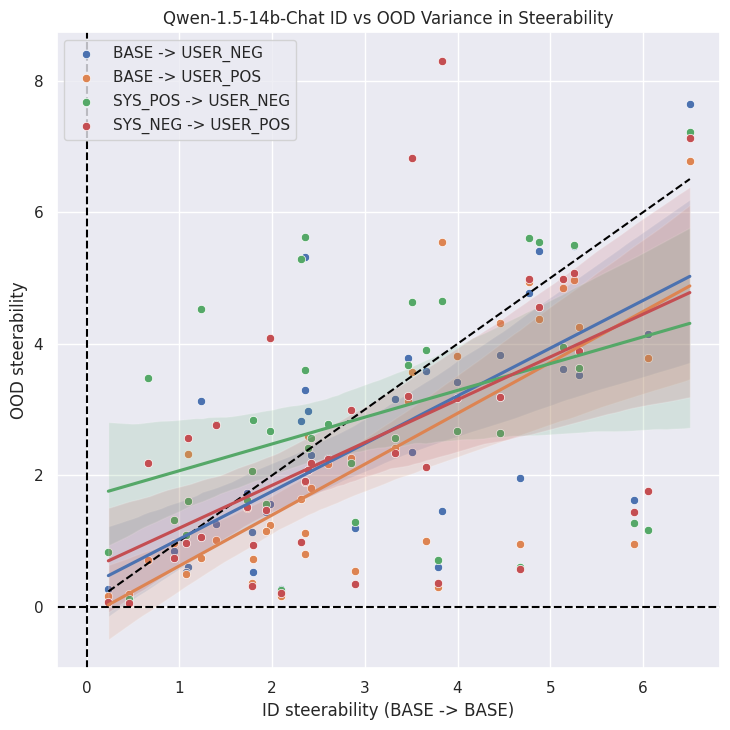 Qwen-1.5-14b-Chat ID vs OOD Variance in Steerability
BASE -> USER_NEG
BASE -> USER_POS
SYS_POS -> USER_NEG
SYS_NEG -> USER_POS
OOD steerability
8
6
4
2
0
0 1 2 3 4 5 6
ID steerability (BASE -> BASE)